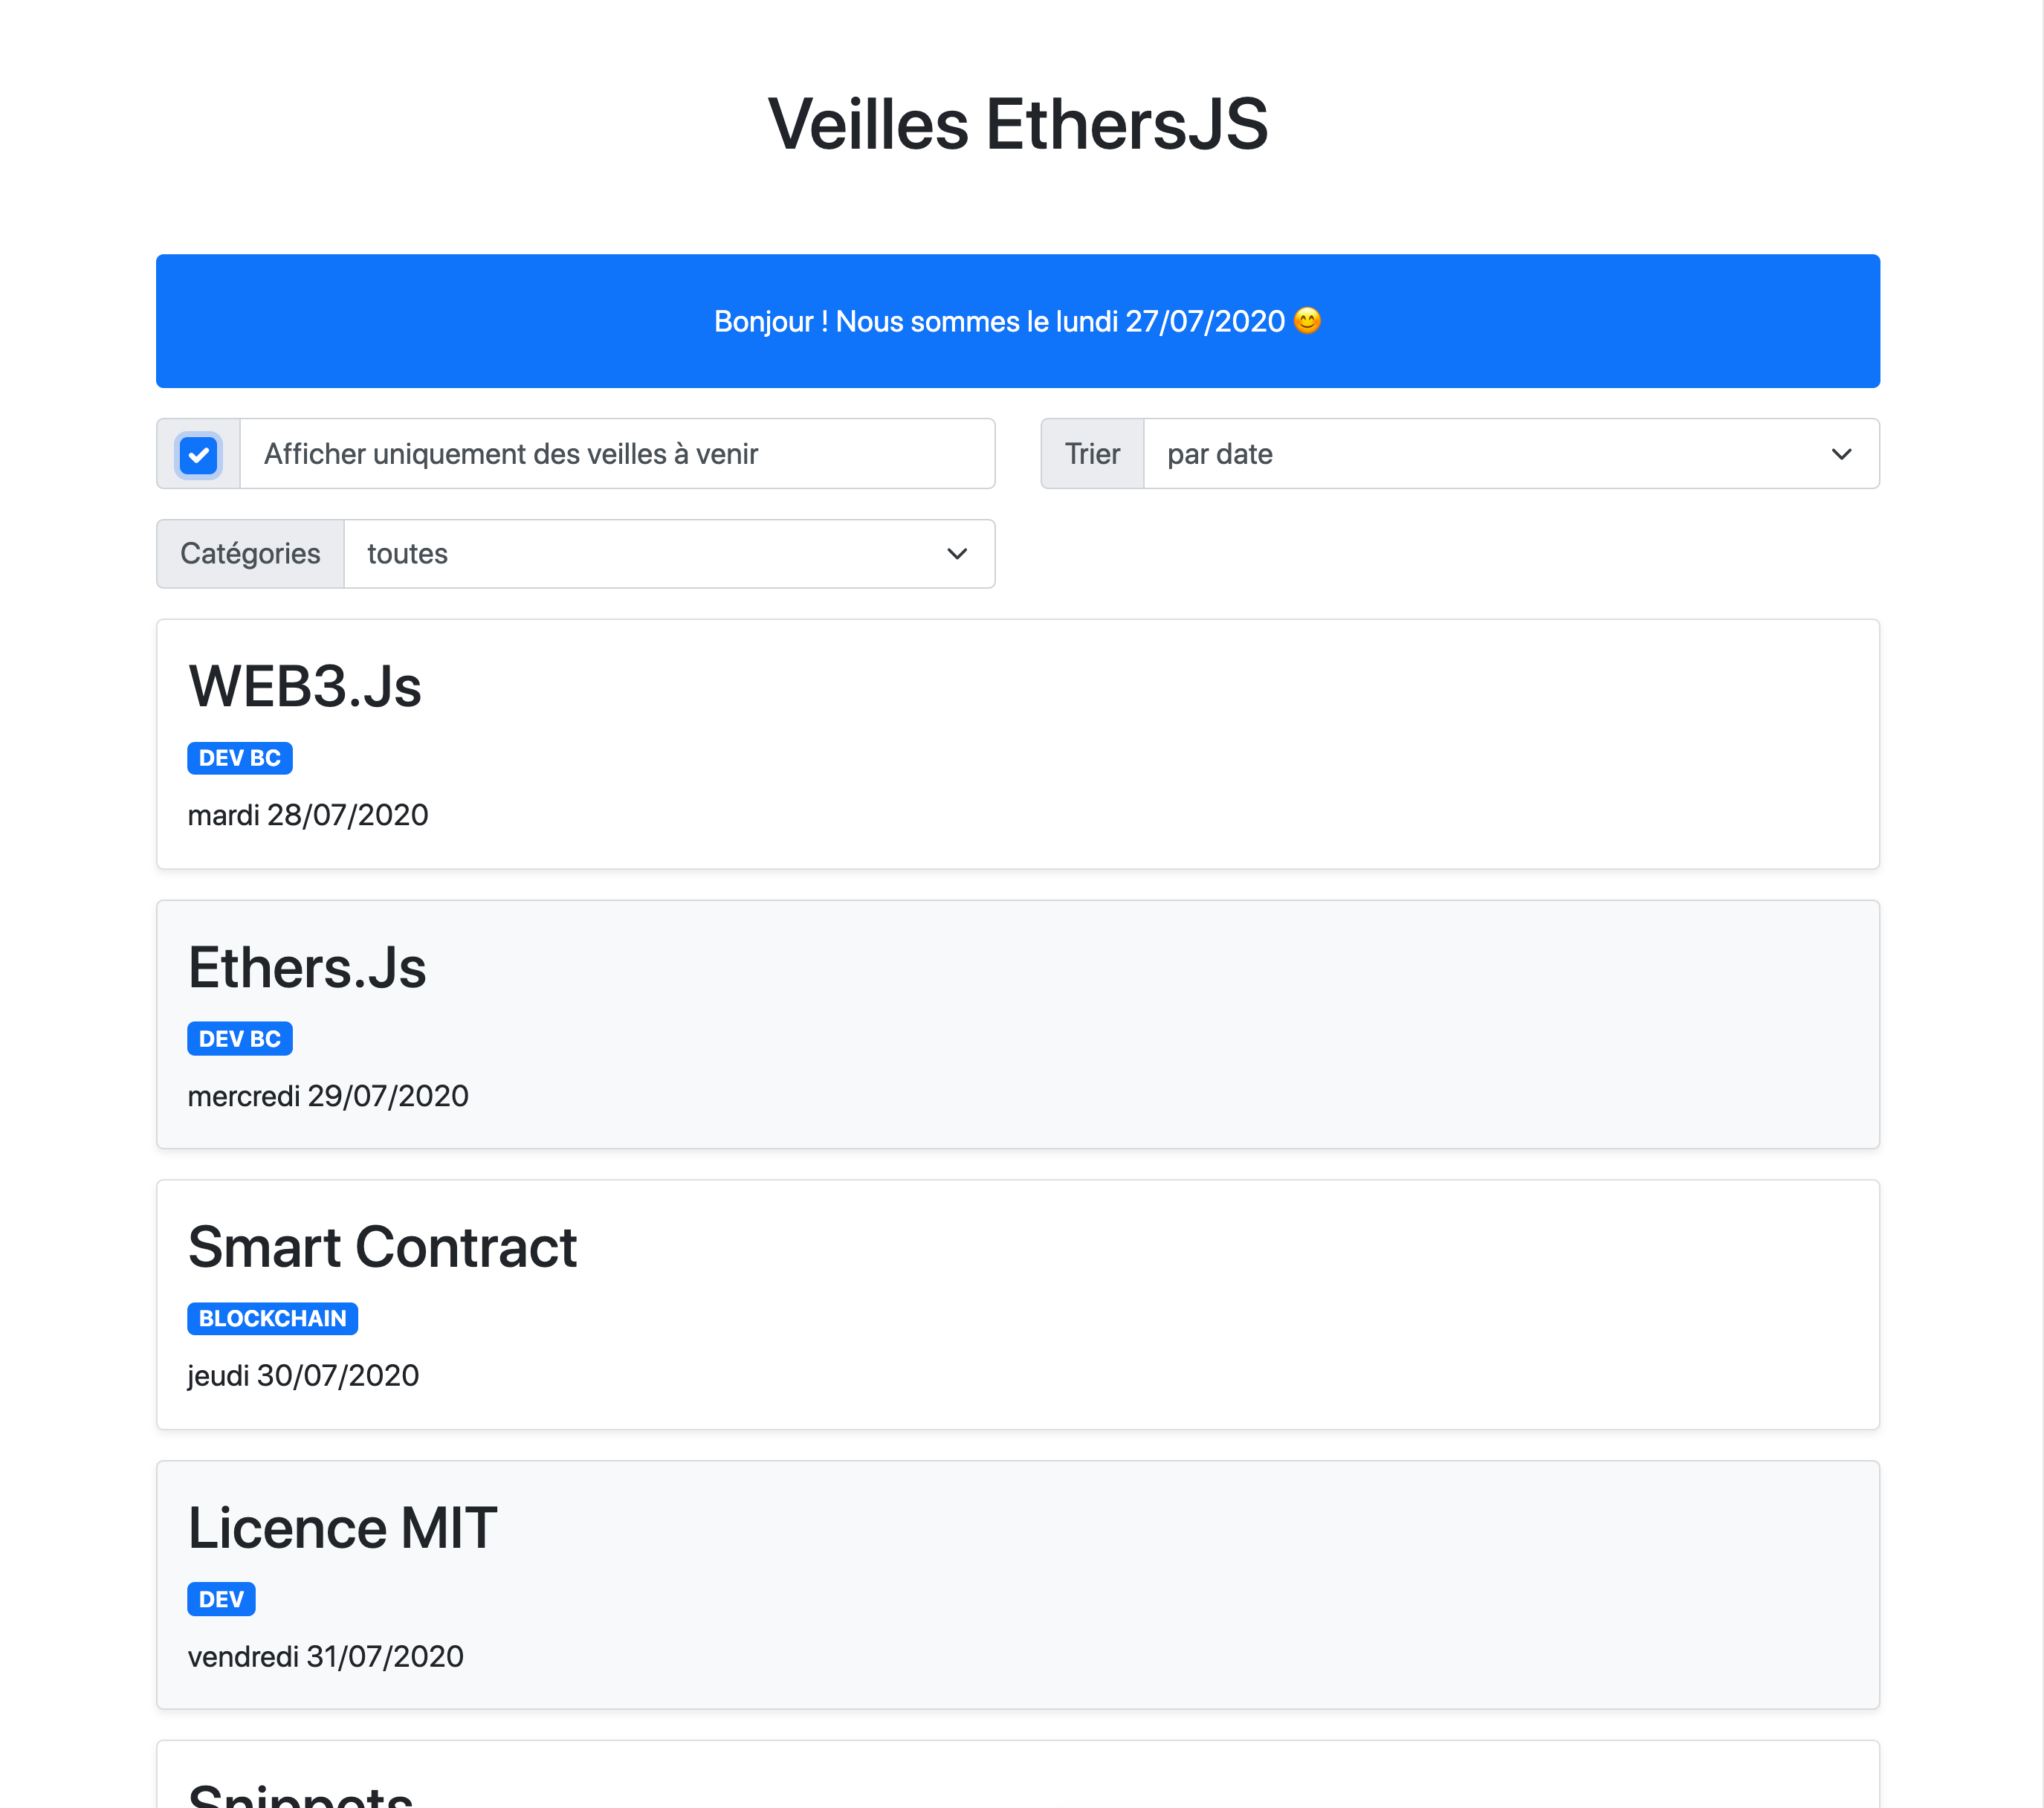 Veilles EthersJS
Bonjour ! Nous sommes le lundi 27/07/2020 😊
Afficher uniquement des veilles à venir
Trier par date
Catégories toutes
WEB3.Js
DEV BC
mardi 28/07/2020
Ethers.Js
DEV BC
mercredi 29/07/2020
Smart Contract
BLOCKCHAIN
jeudi 30/07/2020
Licence MIT
DEV
vendredi 31/07/2020
Snippets